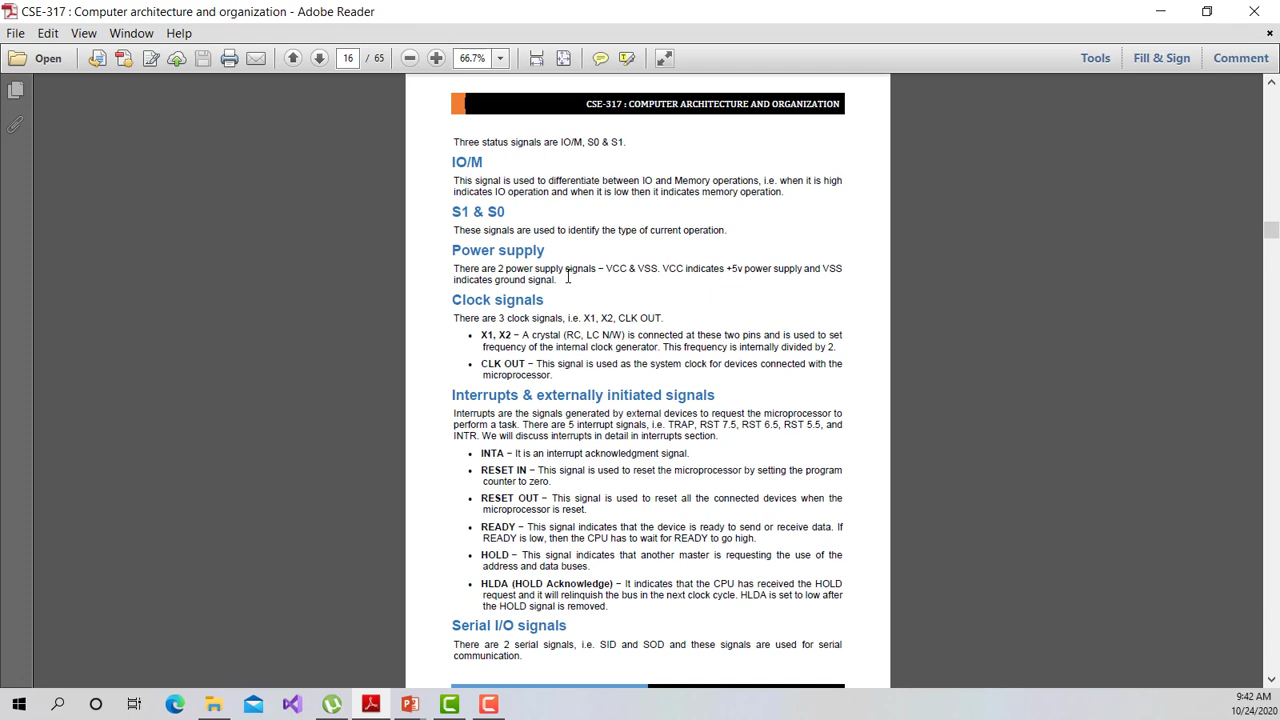 CSE-317 : Computer architecture and organization - Adobe Reader
File Edit View Window Help
Open
16 / 65
66.7%
Tools Fill & Sign Comment
CSE-317 : COMPUTER ARCHITECTURE AND ORGANIZATION
Three status signals are IO/M, S0 & S1.
IO/M
This signal is used to differentiate between IO and Memory operations, i.e. when it is high
indicates IO operation and when it is low then it indicates memory operation.
S1 & S0
These signals are used to identify the type of current operation.
Power supply
There are 2 power supply signals − VCC & VSS. VCC indicates +5v power supply and VSS
indicates ground signal.
Clock signals
There are 3 clock signals, i.e. X1, X2, CLK OUT.
• X1, X2 − A crystal (RC, LC N/W) is connected at these two pins and is used to set
frequency of the internal clock generator. This frequency is internally divided by 2.
• CLK OUT − This signal is used as the system clock for devices connected with the
microprocessor.
Interrupts & externally initiated signals
Interrupts are the signals generated by external devices to request the microprocessor to
perform a task. There are 5 interrupt signals, i.e. TRAP, RST 7.5, RST 6.5, RST 5.5, and
INTR. We will discuss interrupts in detail in interrupts section.
• INTA − It is an interrupt acknowledgment signal.
• RESET IN − This signal is used to reset the microprocessor by setting the program
counter to zero.
• RESET OUT − This signal is used to reset all the connected devices when the
microprocessor is reset.
• READY − This signal indicates that the device is ready to send or receive data. If
READY is low, then the CPU has to wait for READY to go high.
• HOLD − This signal indicates that another master is requesting the use of the
address and data buses.
• HLDA (HOLD Acknowledge) − It indicates that the CPU has received the HOLD
request and it will relinquish the bus in the next clock cycle. HLDA is set to low after
the HOLD signal is removed.
Serial I/O signals
There are 2 serial signals, i.e. SID and SOD and these signals are used for serial
communication.
9:42 AM
10/24/2020